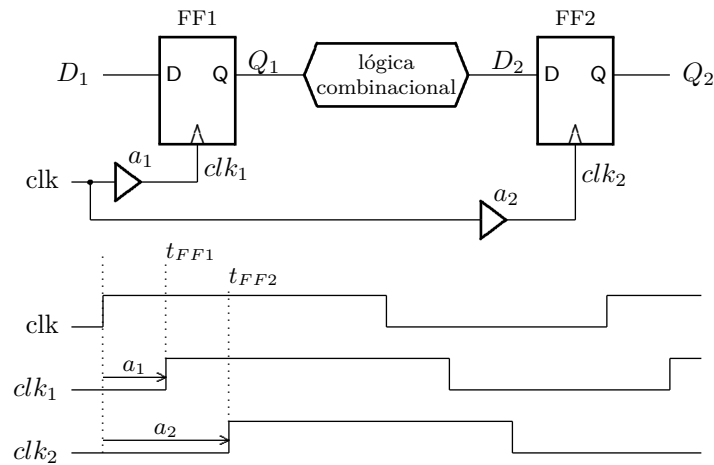 FF1 FF2
D₁ D Q Q₁ lógica combinacional D₂ D Q Q₂
a₁ clk₁ clk₂
clk a₂
t_FF1
t_FF2
clk
a₁
clk₁
a₂
clk₂